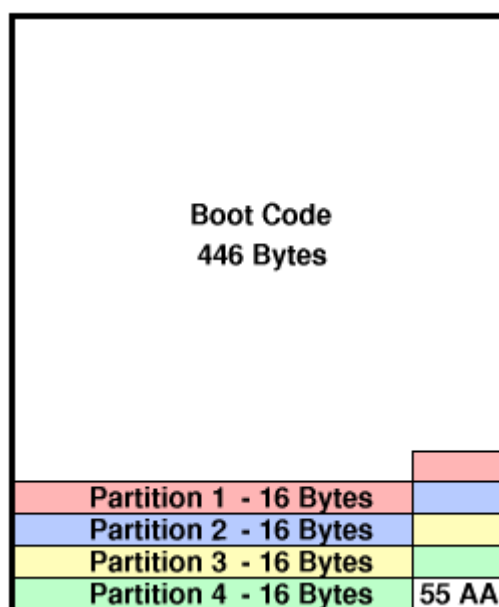 Boot Code
446 Bytes
Partition 1 - 16 Bytes
Partition 2 - 16 Bytes
Partition 3 - 16 Bytes
Partition 4 - 16 Bytes 55 AA